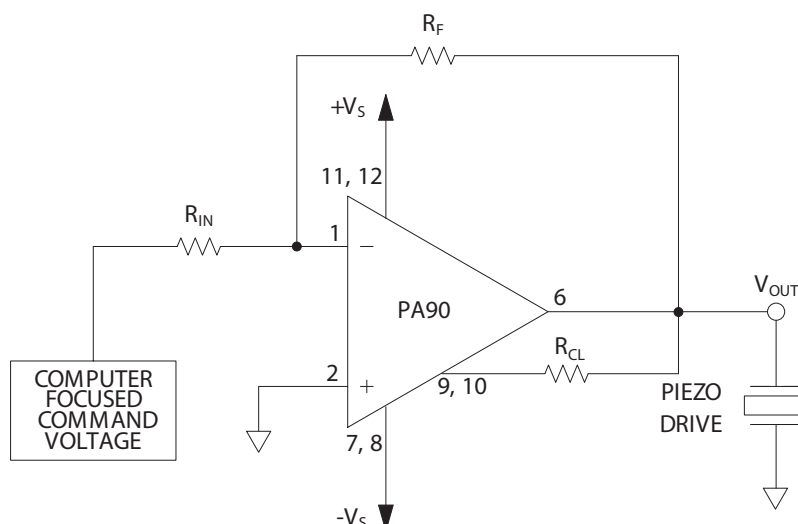 R_F
+V_S
11, 12
R_IN
1
−
PA90
6
V_OUT
R_CL
2
+
9, 10
COMPUTER
FOCUSED
COMMAND
VOLTAGE
PIEZO
DRIVE
7, 8
-V_S